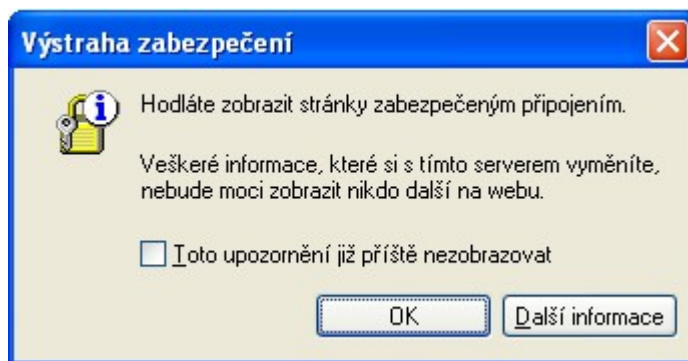 Výstraha zabezpečení
Hodláte zobrazit stránky zabezpečeným připojením.
Veškeré informace, které si s tímto serverem vyměníte,
nebude moci zobrazit nikdo další na webu.
Toto upozornění již příště nezobrazovat
OK
Další informace